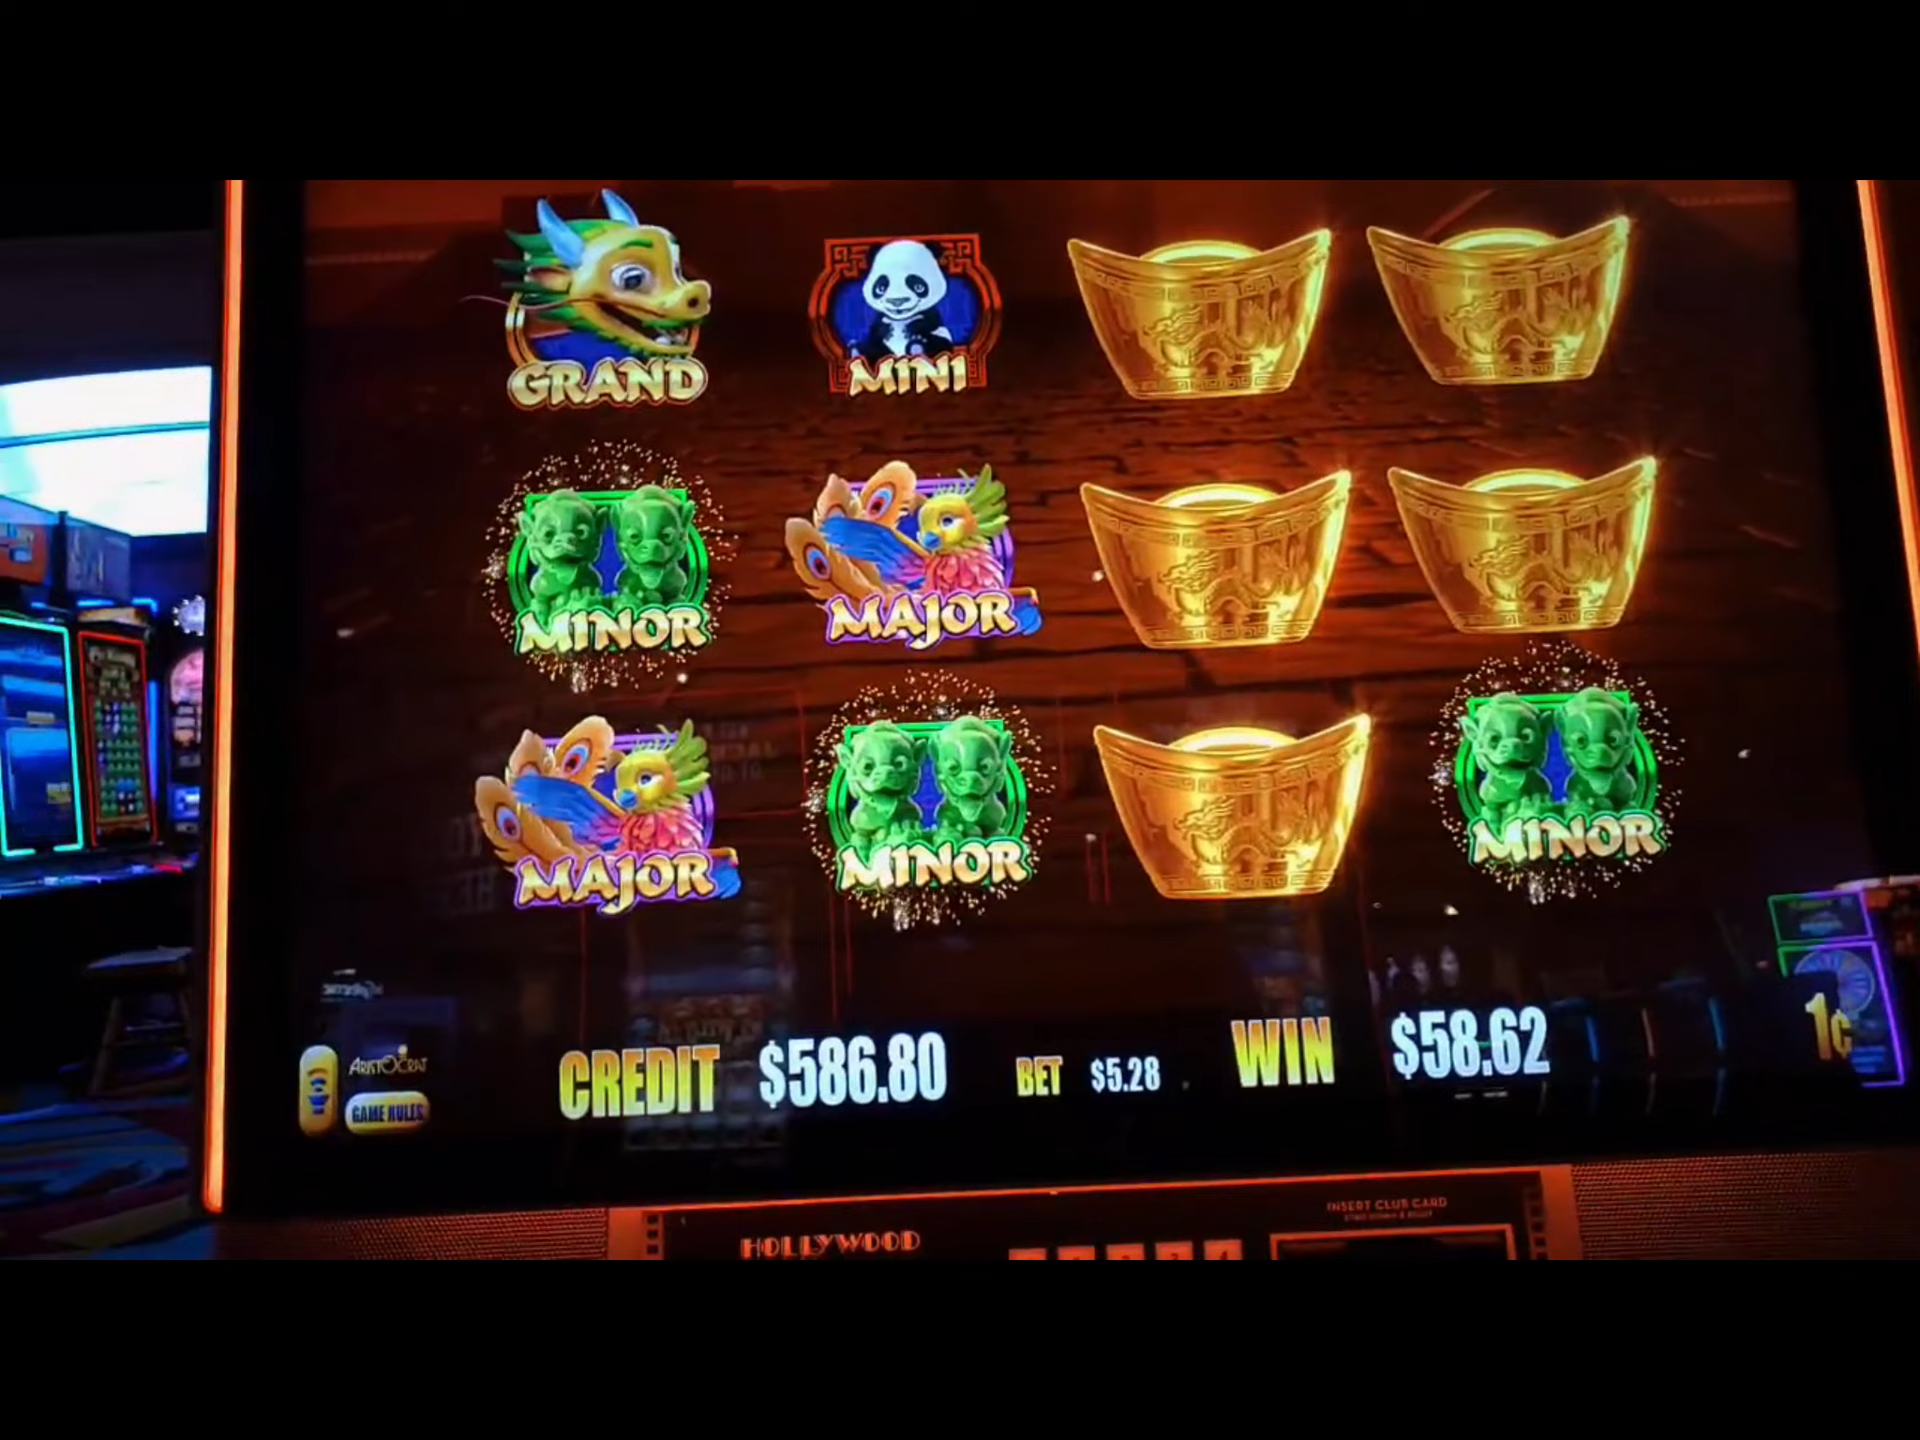 GRAND
MINI
MINOR
MAJOR
MAJOR
MINOR
MINOR
ARISTOCRAT
GAME RULES
CREDIT $586.80
BET $5.28
WIN $58.62
1¢
HOLLYWOOD
INSERT CLUB CARD